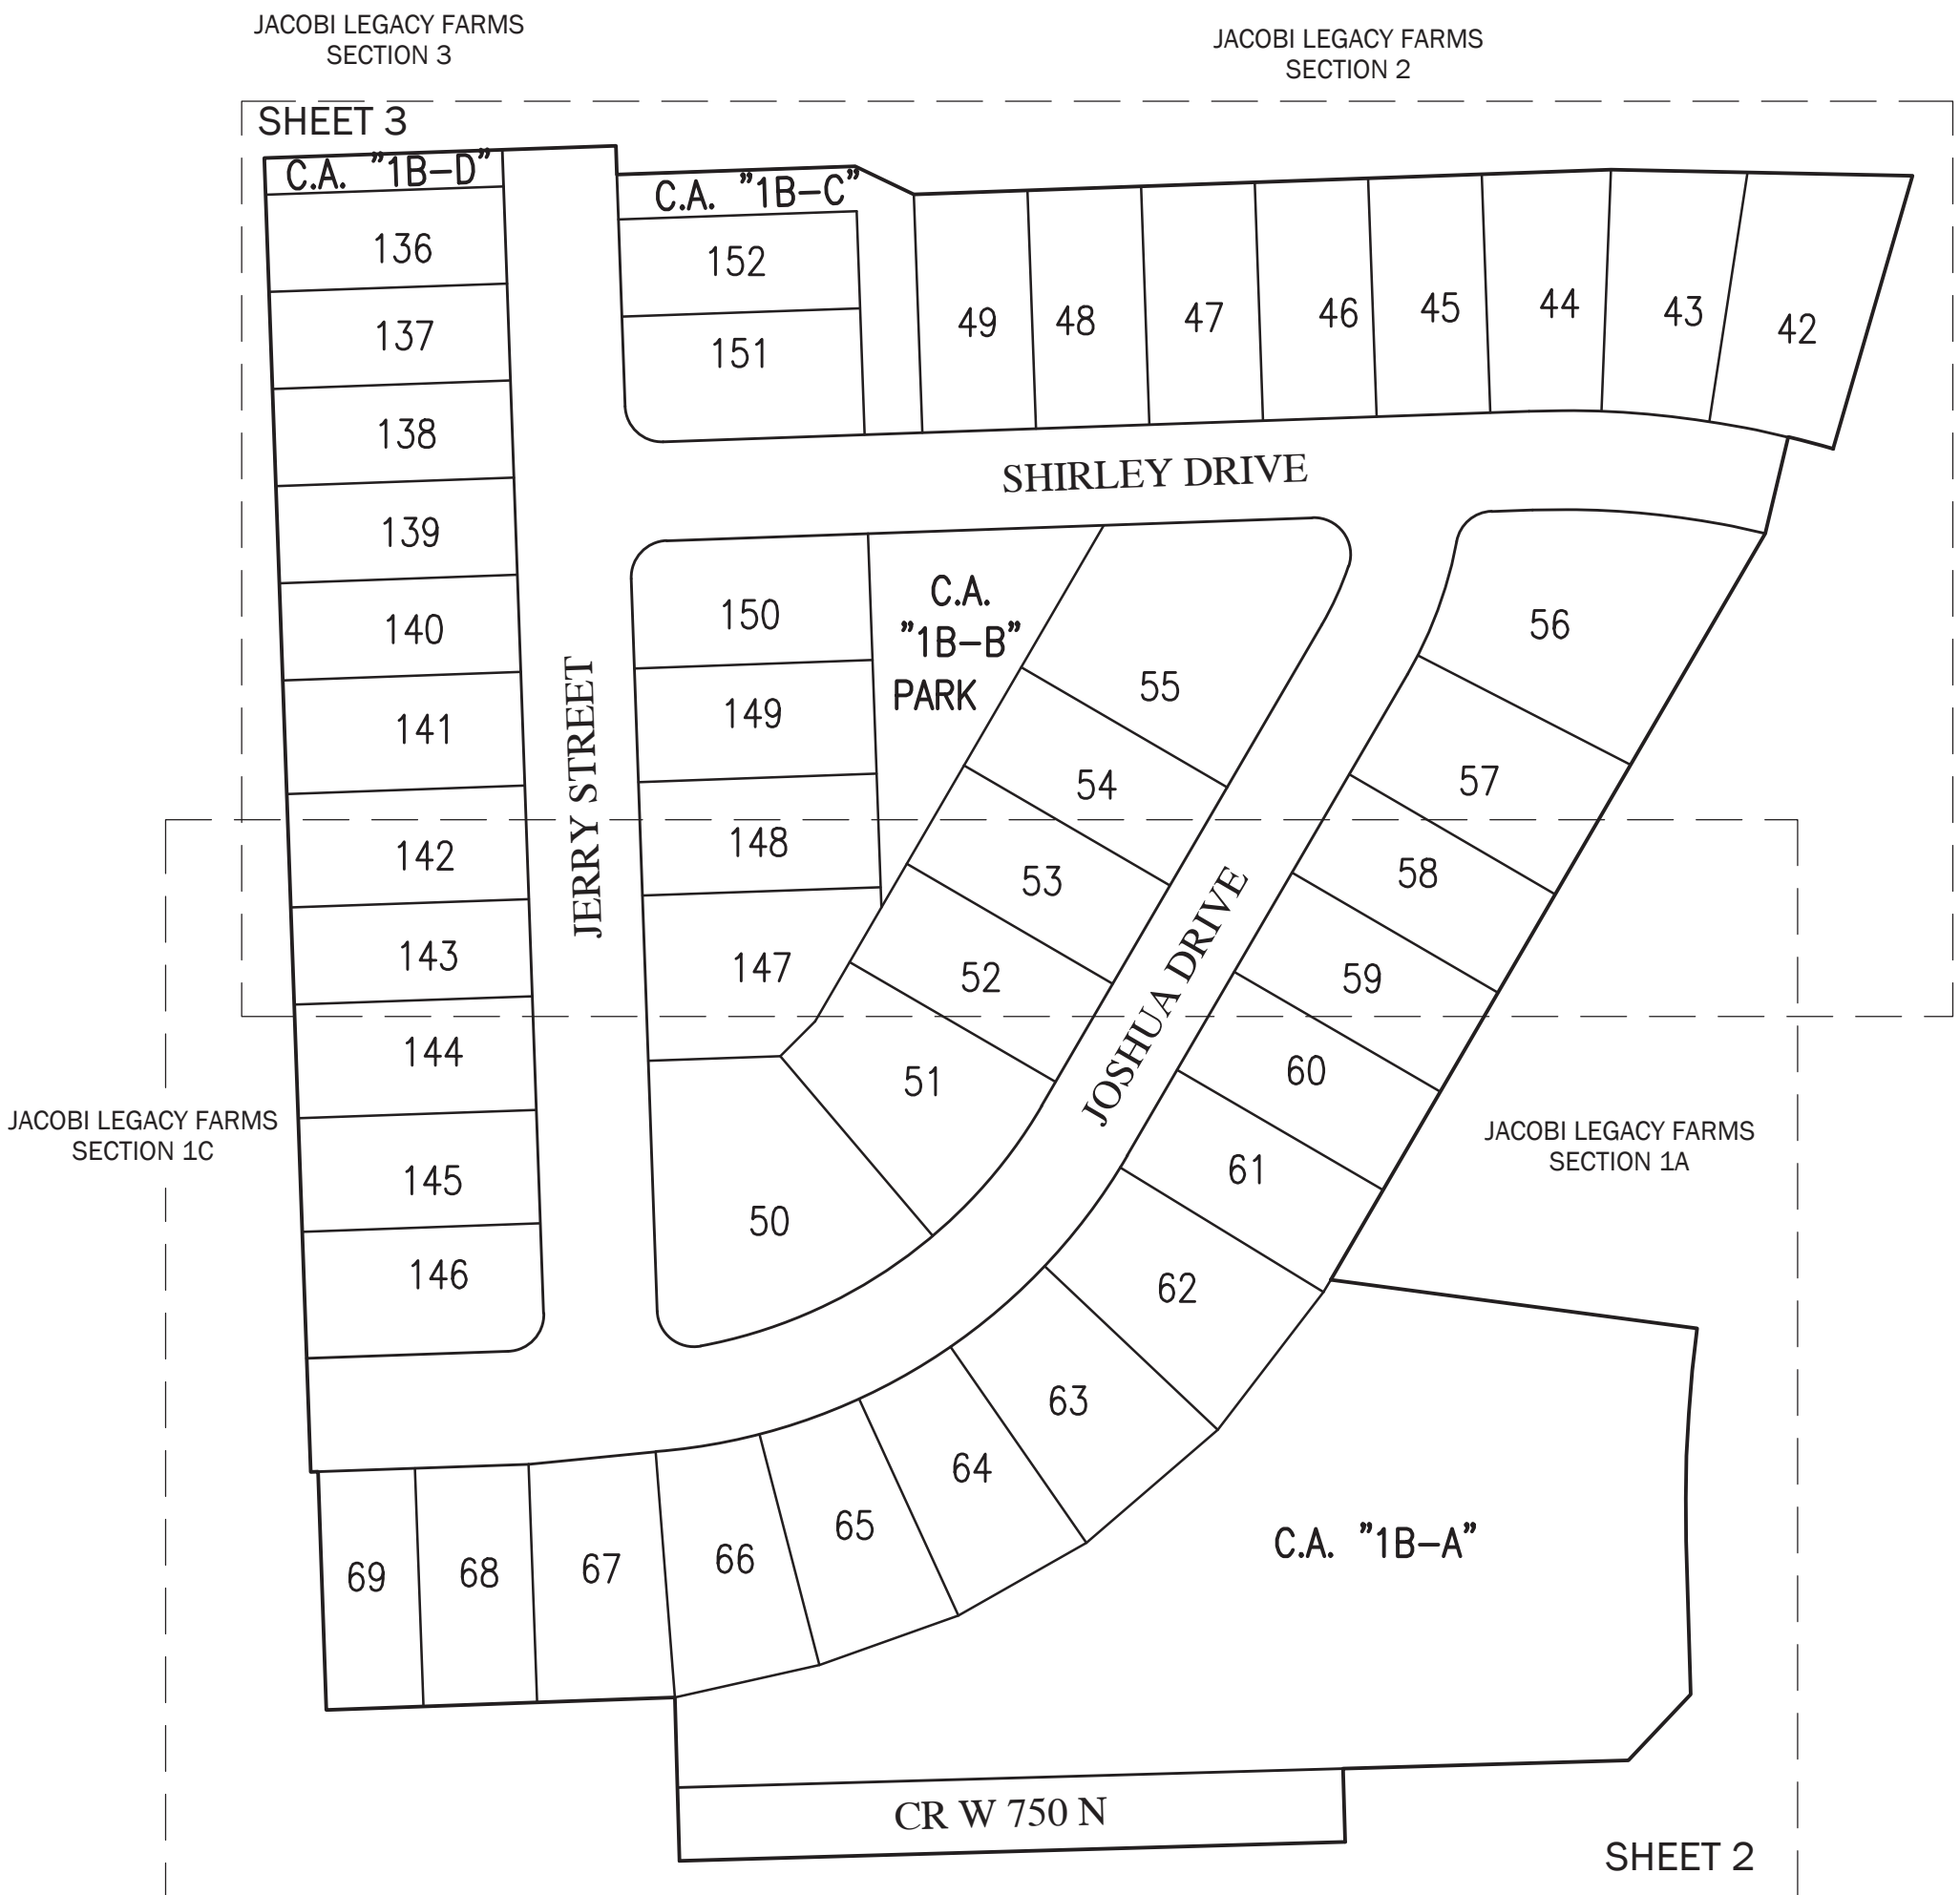 JACOBI LEGACY FARMS
SECTION 3
JACOBI LEGACY FARMS
SECTION 2
SHEET 3
C.A. "1B-D"
C.A. "1B-C"
136
137
138
139
140
141
142
143
144
145
146
152
151
49
48
47
46
45
44
43
42
SHIRLEY DRIVE
JERRY STREET
150
149
148
147
C.A.
"1B-B"
PARK
55
54
53
52
51
50
JOSHUA DRIVE
56
57
58
59
60
61
62
63
64
65
66
67
68
69
JACOBI LEGACY FARMS
SECTION 1C
JACOBI LEGACY FARMS
SECTION 1A
C.A. "1B-A"
CR W 750 N
SHEET 2